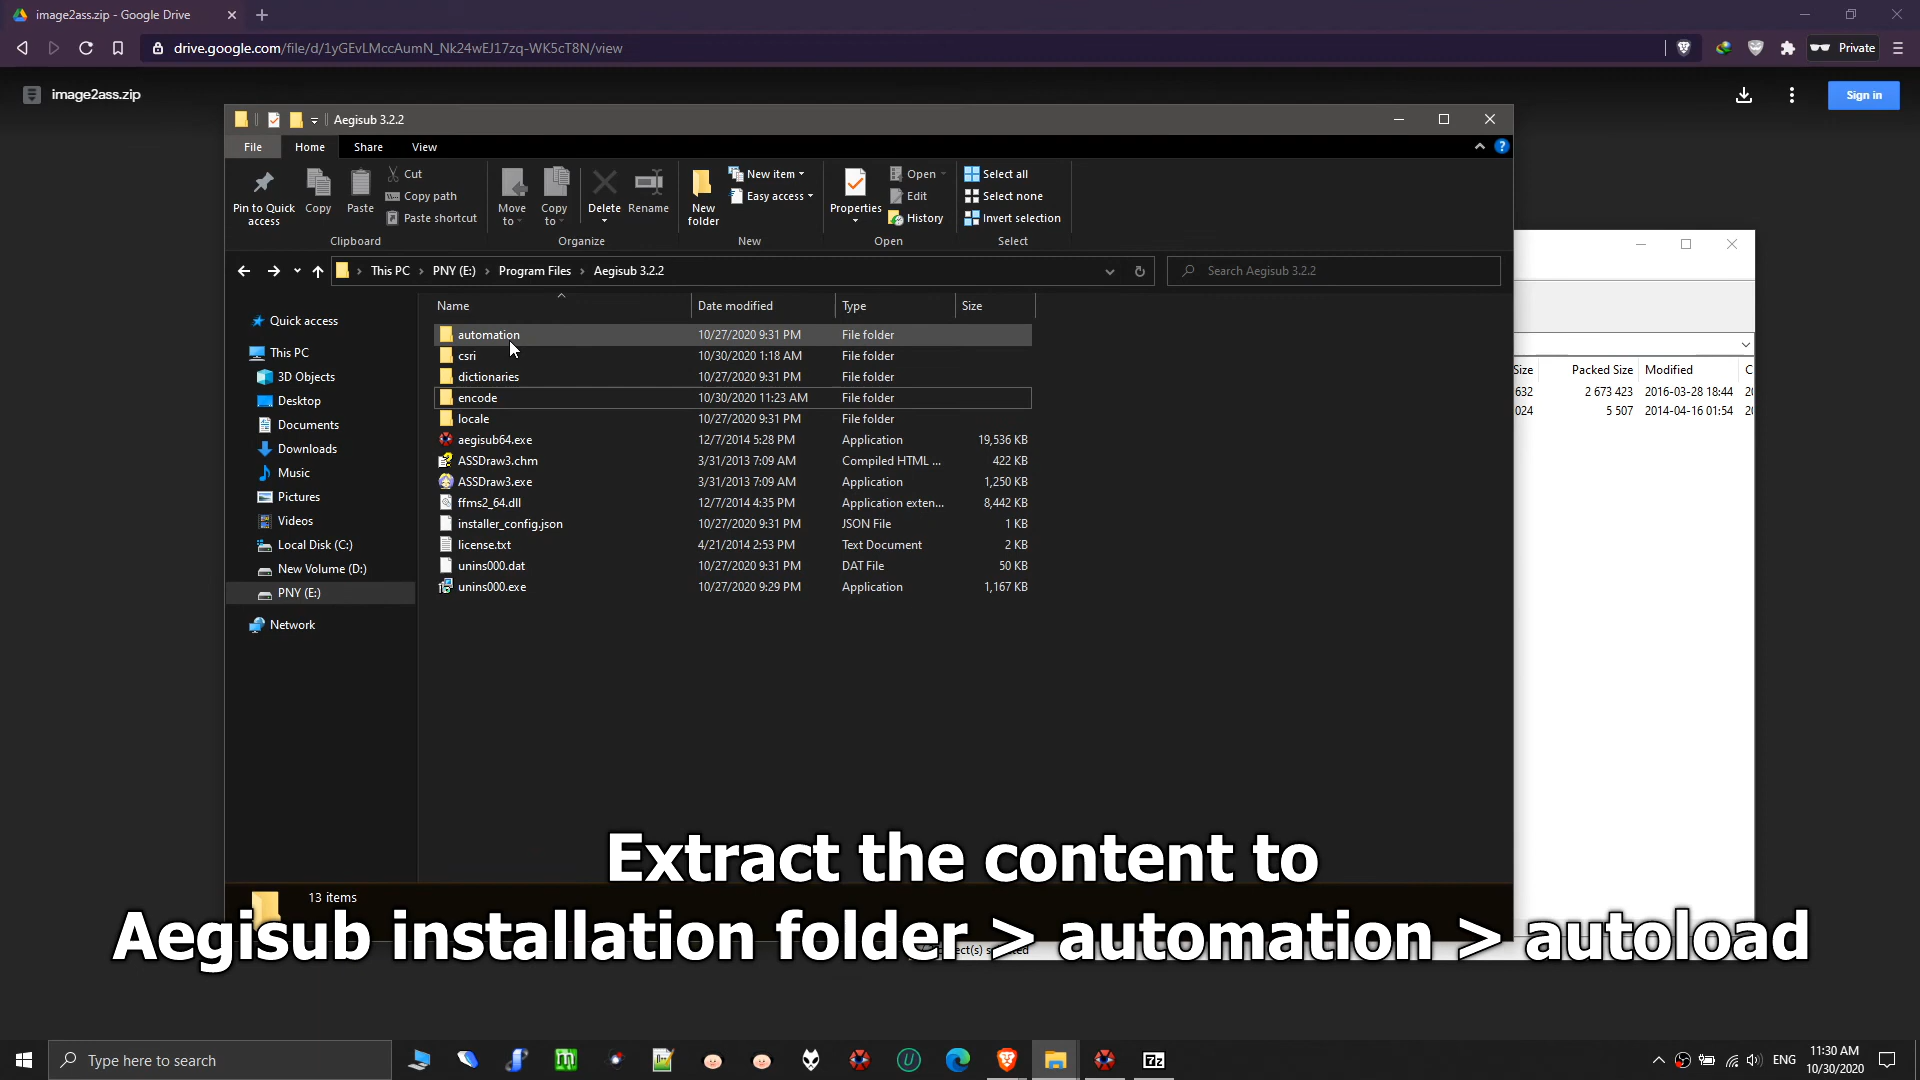 image2ass.zip - Google Drive
drive.google.com/file/d/1yGEvLMccAumN_Nk24wEJ17zq-WK5cT8N/view
Private
image2ass.zip
Sign in
Aegisub 3.2.2
File
Home
Share
View
Pin to Quick access
Copy
Paste
Cut
Copy path
Paste shortcut
Move to
Copy to
Delete
Rename
New folder
New item
Easy access
Properties
Open
Edit
History
Select all
Select none
Invert selection
Clipboard
Organize
New
Open
Select
This PC > PNY (E:) > Program Files > Aegisub 3.2.2
Search Aegisub 3.2.2
Name Date modified Type Size
automation 10/27/2020 9:31 PM File folder
csri 10/30/2020 1:18 AM File folder
dictionaries 10/27/2020 9:31 PM File folder
encode 10/30/2020 11:23 AM File folder
locale 10/27/2020 9:31 PM File folder
aegisub64.exe 12/7/2014 5:28 PM Application 19,536 KB
ASSDraw3.chm 3/31/2013 7:09 AM Compiled HTML ... 422 KB
ASSDraw3.exe 3/31/2013 7:09 AM Application 1,250 KB
ffms2_64.dll 12/7/2014 4:35 PM Application exten... 8,442 KB
installer_config.json 10/27/2020 9:31 PM JSON File 1 KB
license.txt 4/21/2014 2:53 PM Text Document 2 KB
unins000.dat 10/27/2020 9:31 PM DAT File 50 KB
unins000.exe 10/27/2020 9:29 PM Application 1,167 KB
Quick access
This PC
3D Objects
Desktop
Documents
Downloads
Music
Pictures
Videos
Local Disk (C:)
New Volume (D:)
PNY (E:)
Network
Size Packed Size Modified C
632 2 673 423 2016-03-28 18:44 20
024 5 507 2014-04-16 01:54 20
13 items
Extract the content to
Aegisub installation folder > automation > autoload
Type here to search
ENG
11:30 AM
10/30/2020